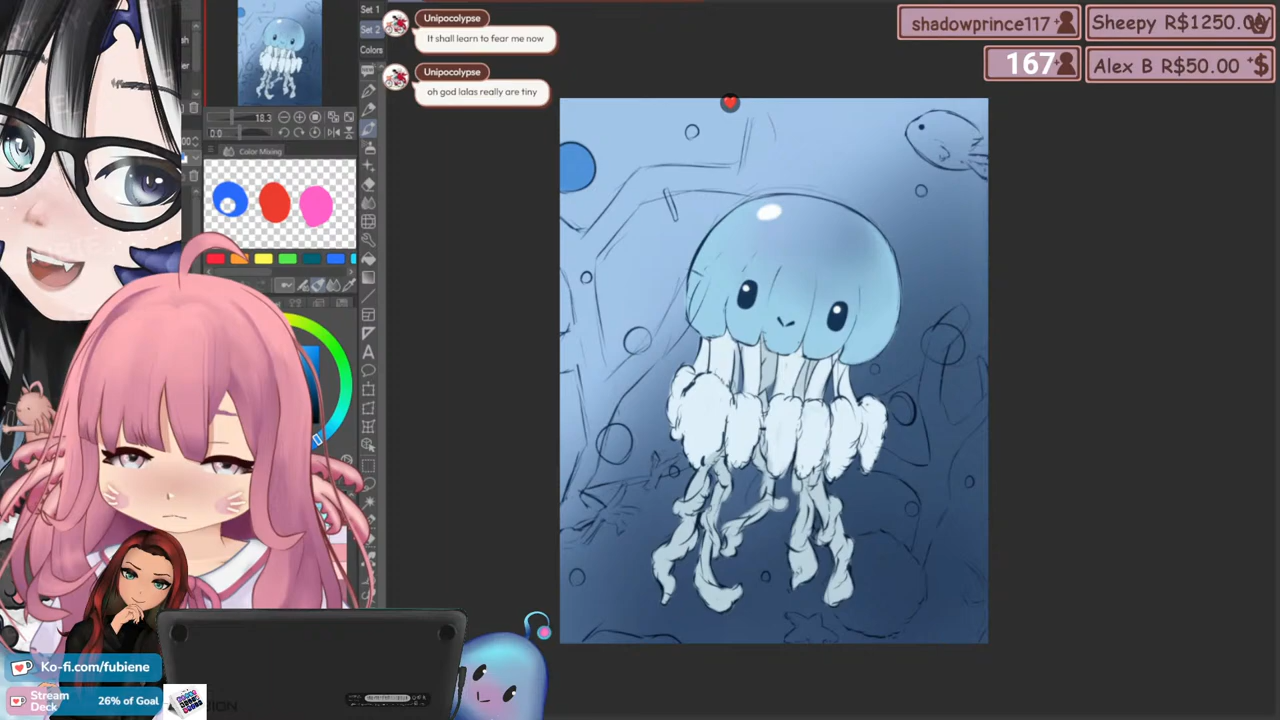 Set 1
Set 2
Colors
Unipocolypse
It shall learn to fear me now
Unipocolypse
oh god lalas really are tiny
shadowprince117
Sheepy R$1250.00
167
Alex B R$50.00
18.3
0.0
Color Mixing
Ko-fi.com/fubiene
Stream
Deck
26% of Goal